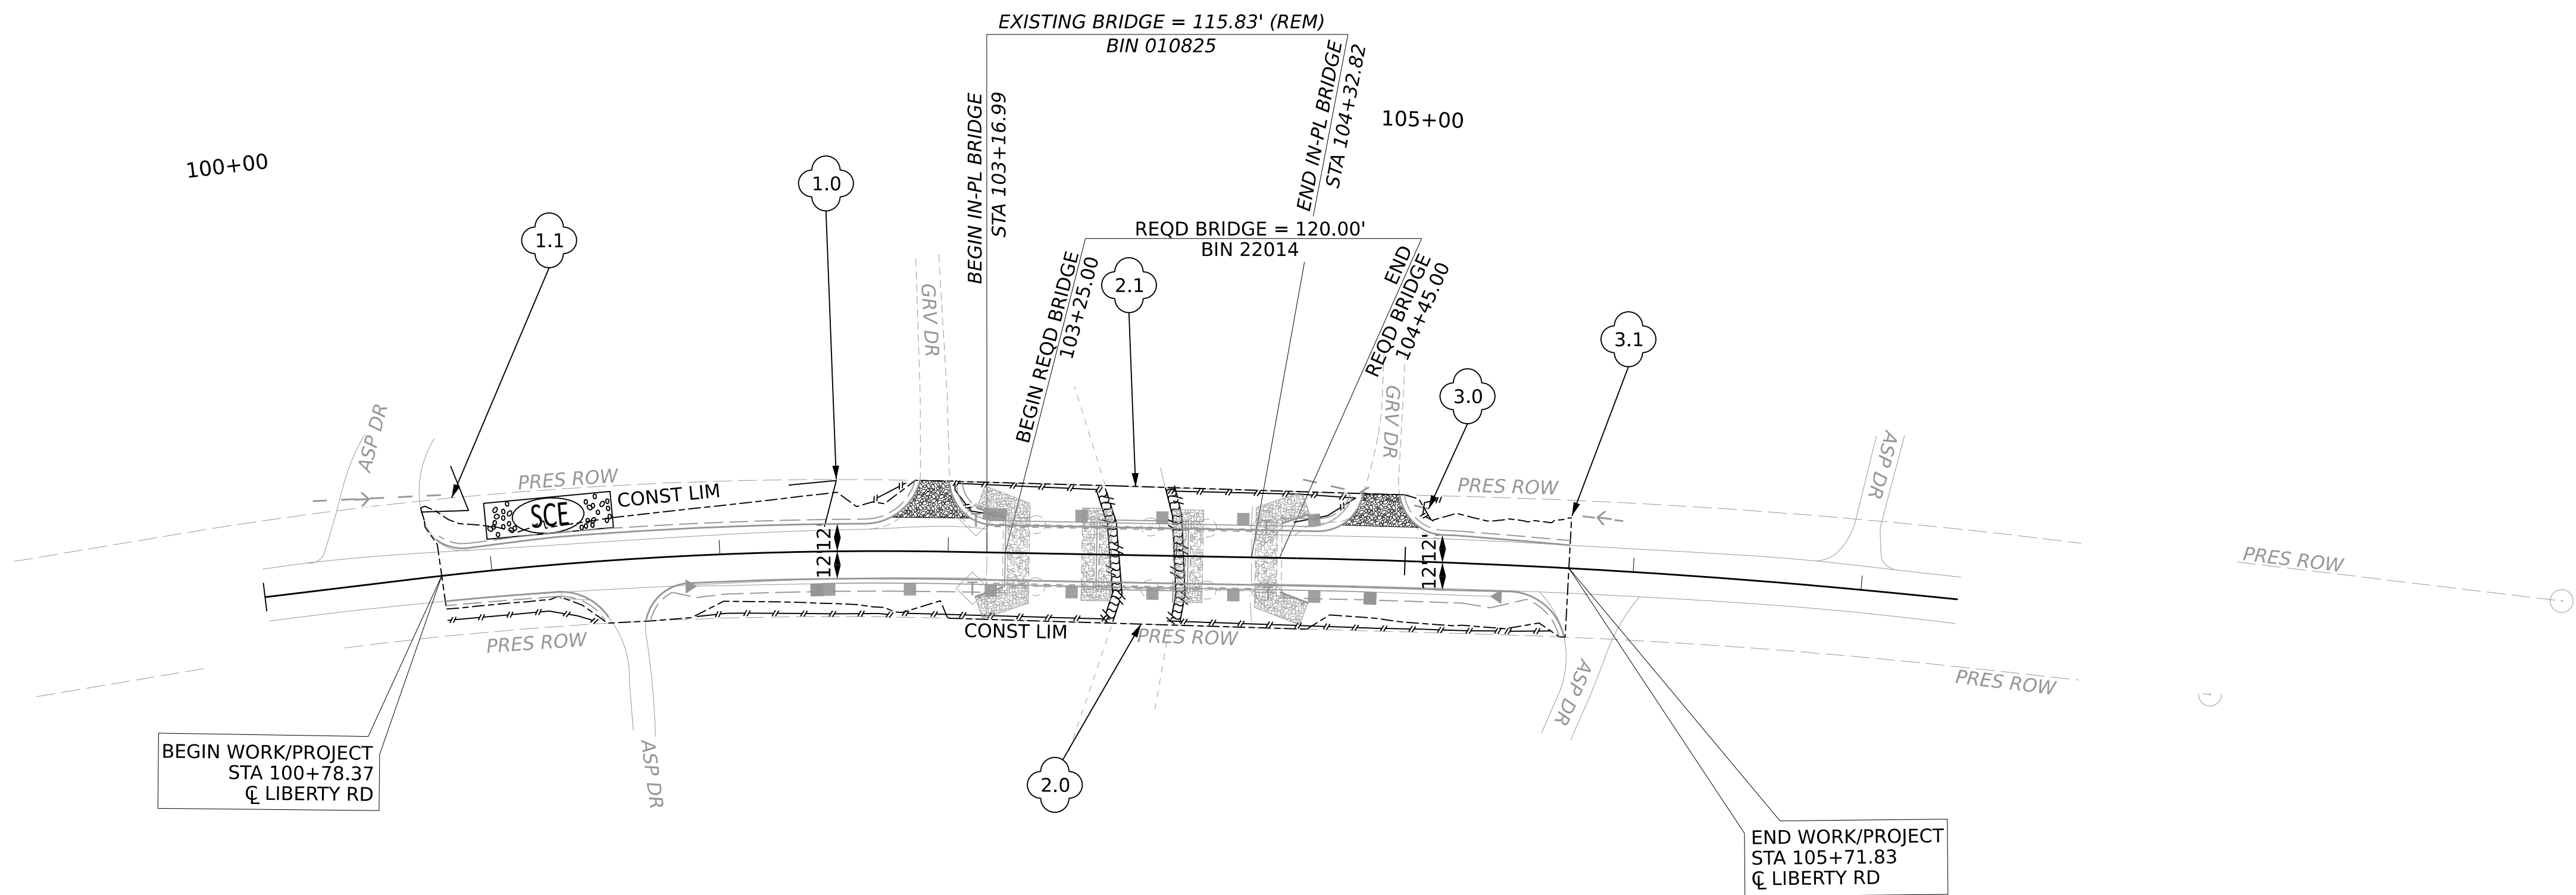 EXISTING BRIDGE = 115.83' (REM)
BIN 010825
BEGIN IN-PL BRIDGE
STA 103+16.99
END IN-PL BRIDGE
STA 104+32.82
105+00
100+00
1.0
1.1
REQD BRIDGE = 120.00'
BIN 22014
BEGIN REQD BRIDGE
103+25.00
END
REQD BRIDGE
104+45.00
2.1
3.1
3.0
GRV DR
GRV DR
ASP DR
ASP DR
PRES ROW
CONST LIM
SCE
PRES ROW
12'
12'
12'
12'
PRES ROW
CONST LIM
PRES ROW
PRES ROW
PRES ROW
ASP DR
ASP DR
2.0
BEGIN WORK/PROJECT
STA 100+78.37
℄ LIBERTY RD
END WORK/PROJECT
STA 105+71.83
℄ LIBERTY RD